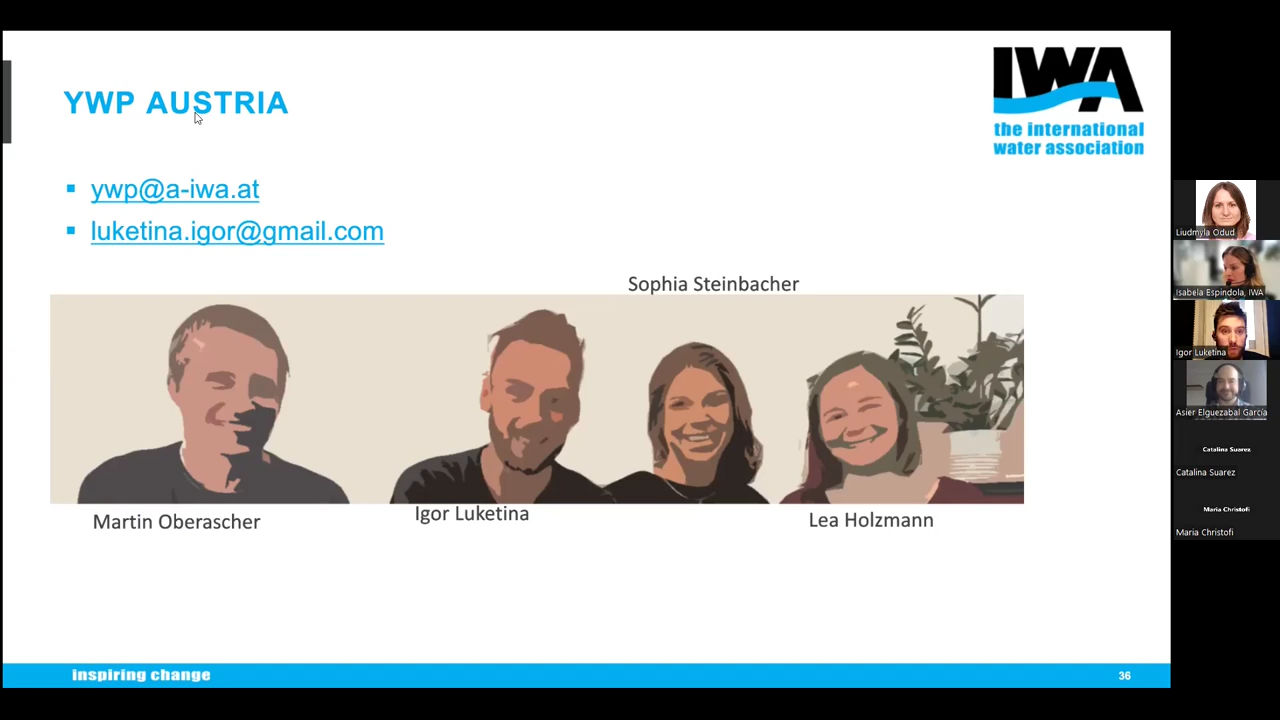 YWP AUSTRIA
IWA
the international
water association
ywp@a-iwa.at
luketina.igor@gmail.com
Sophia Steinbacher
Martin Oberascher
Igor Luketina
Lea Holzmann
inspiring change
36
Liudmyla Odud
Isabela Espindola, IWA
Igor Luketina
Asier Elguezabal Garcia
Catalina Suarez
Catalina Suarez
Maria Christofi
Maria Christofi